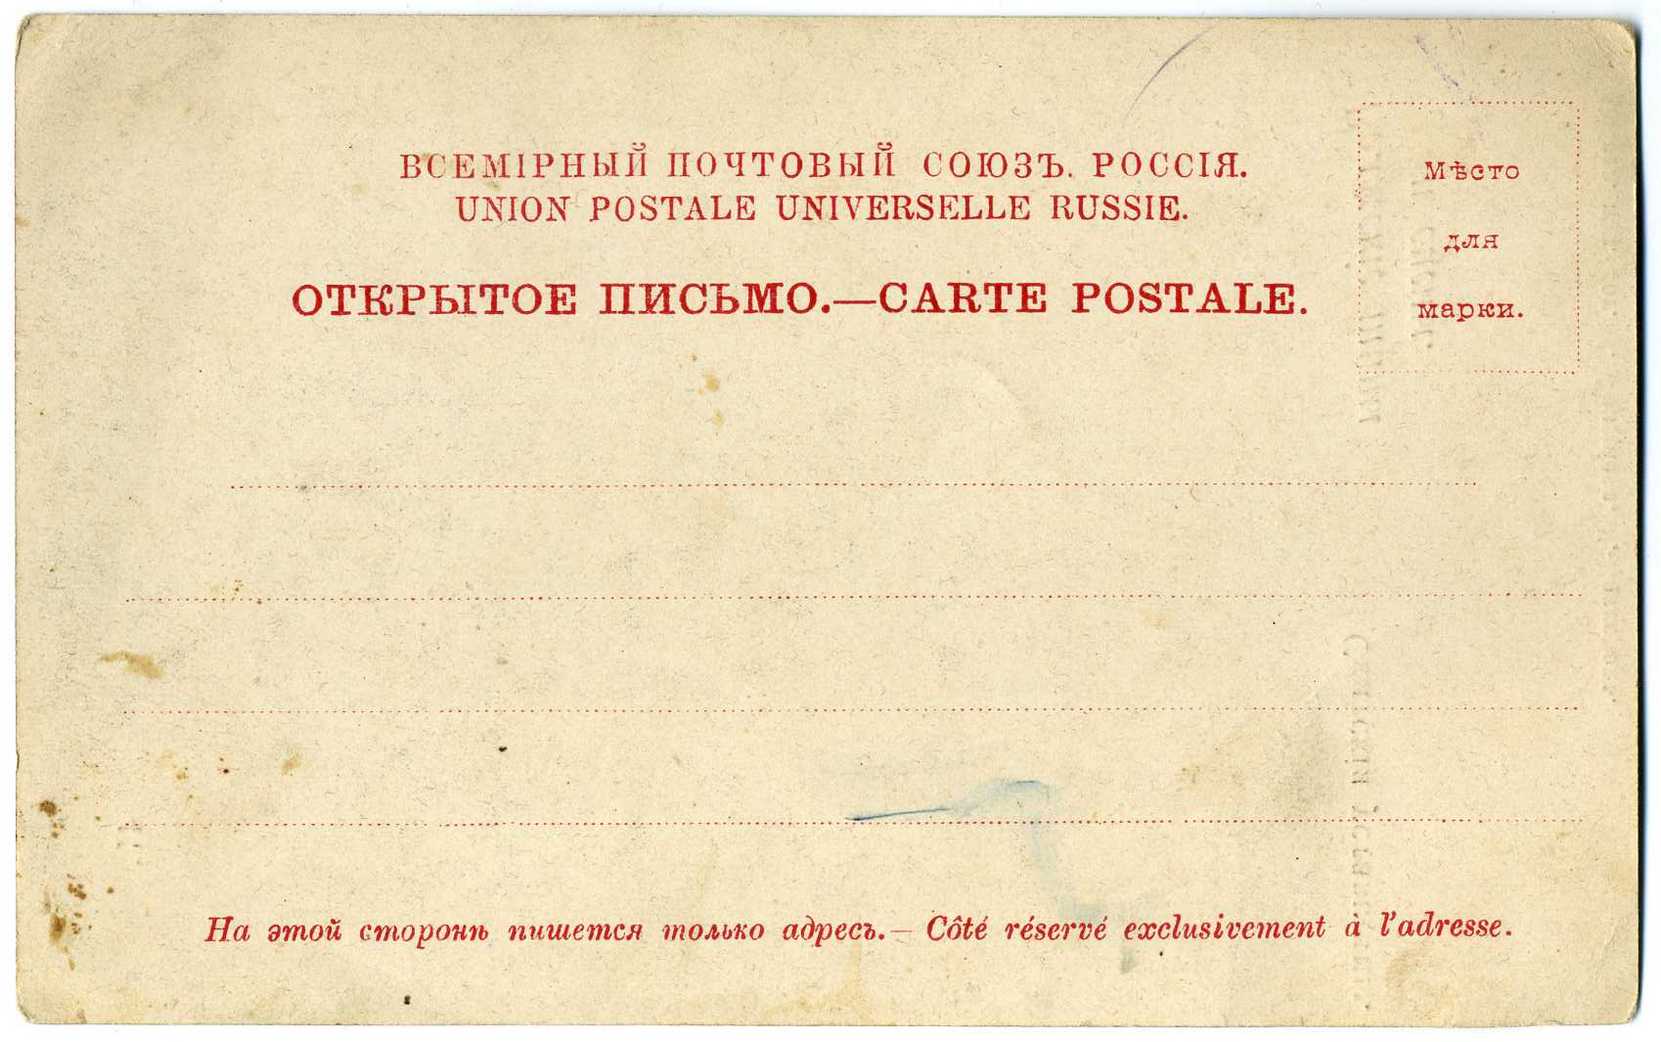 ВСЕМІРНЫЙ ПОЧТОВЫЙ СОЮЗЪ. РОССІЯ.
UNION POSTALE UNIVERSELLE RUSSIE.
ОТКРЫТОЕ ПИСЬМО.—CARTE POSTALE.
Мѣсто
для
марки.
На этой сторонѣ пишется только адресъ.— Côté réservé exclusivement à l'adresse.